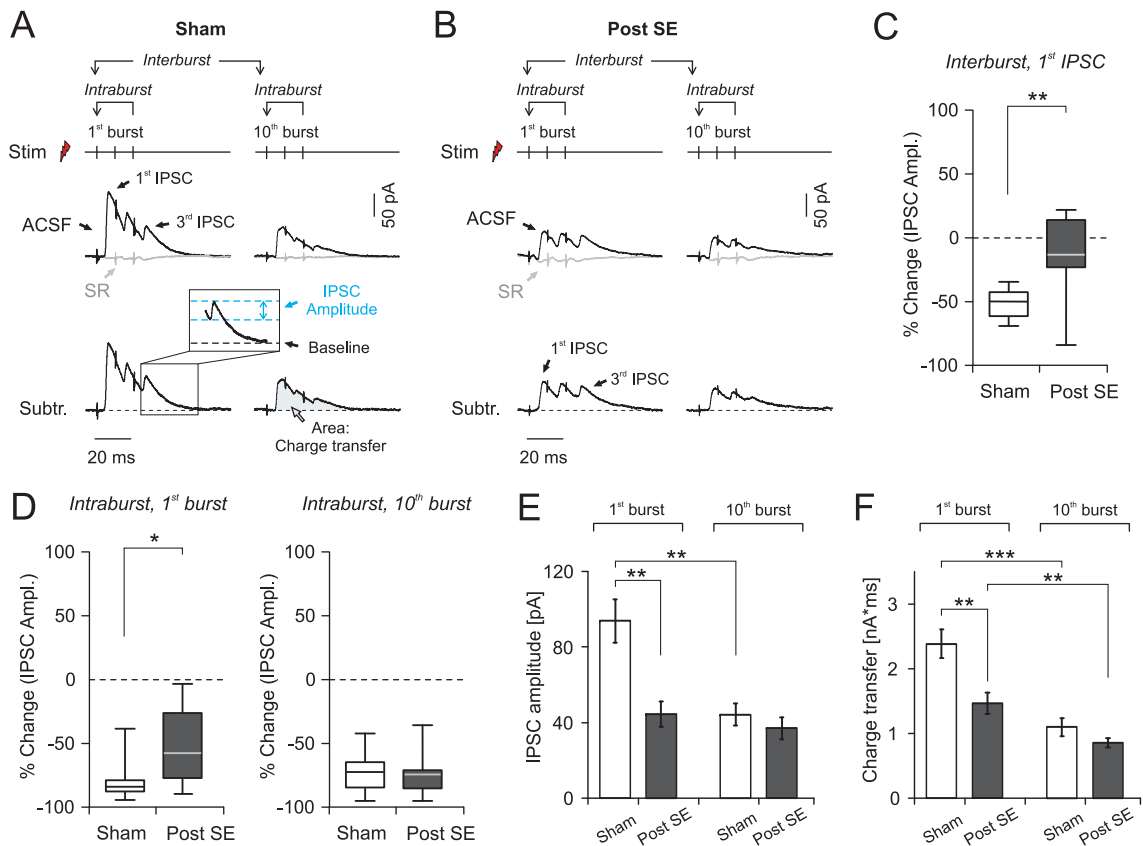 A
Sham
Interburst
Intraburst
Intraburst
1st burst
10th burst
Stim
1st IPSC
3rd IPSC
ACSF
SR
50 pA
IPSC
Amplitude
Baseline
Subtr.
Area:
Charge transfer
20 ms
B
Post SE
Interburst
Intraburst
Intraburst
1st burst
10th burst
Stim
ACSF
SR
50 pA
1st IPSC
3rd IPSC
Subtr.
20 ms
C
Interburst, 1st IPSC
**
% Change (IPSC Ampl.)
100
50
0
-50
-100
Sham
Post SE
D
Intraburst, 1st burst
*
% Change (IPSC Ampl.)
100
50
0
-50
-100
Sham
Post SE
Intraburst, 10th burst
% Change (IPSC Ampl.)
100
50
0
-50
-100
Sham
Post SE
E
1st burst
10th burst
**
**
IPSC amplitude [pA]
120
80
40
0
Sham
Post SE
Sham
Post SE
F
1st burst
10th burst
***
**
**
Charge transfer [nA*ms]
3
2
1
0
Sham
Post SE
Sham
Post SE